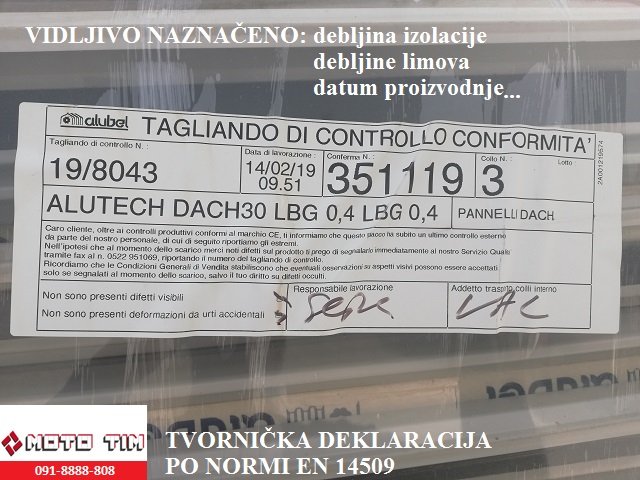 VIDLJIVO NAZNAČENO: debljina izolacije
debljine limova
datum proizvodnje...
alubel TAGLIANDO DI CONTROLLO CONFORMITA'
Tagliando di controllo N. : Data di lavorazione : Conferma N. : Collo N. : Lotto
19/8043 14/02/19 09.51 351119 3
2A001219574
ALUTECH DACH30 LBG 0,4 LBG 0,4 PANNELLI DACH
Caro cliente, oltre ai controlli produttivi conformi al marchio CE, ti informiamo che questo pacco ha subito un ultimo controllo esterno
da parte del nostro personale, di cui di seguito riportiamo gli estremi.
Nell'ipotesi che al momento dello scarico merci noti difetti sul prodotto ti prego di segnalarlo immediatamente al nostro Servizio Qualità
tramite fax al n. 0522 951069, riportando il numero del tagliando di controllo.
Ricordiamo che le Condizioni Generali di Vendita stabiliscono che eventuali osservazioni su aspetti visivi possono essere accettati
solo se segnalati al momento dello scarico, salvo il tuo diritto su difetti occulti.
Non sono presenti difetti visibili
Non sono presenti deformazioni da urti accidentali
Responsabile lavorazione Addetto traspito colli interno
alubel
MOTO TIM
091-8888-808
TVORNIČKA DEKLARACIJA
PO NORMI EN 14509